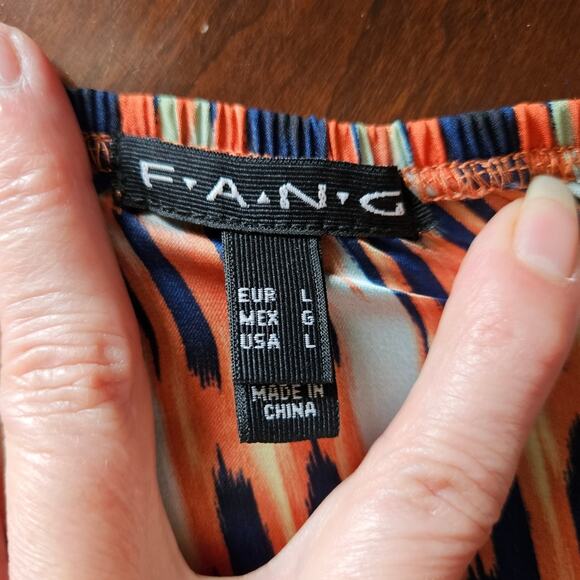 F▾A▴N▾G
EUR L
MEX G
USA L
MADE IN
CHINA